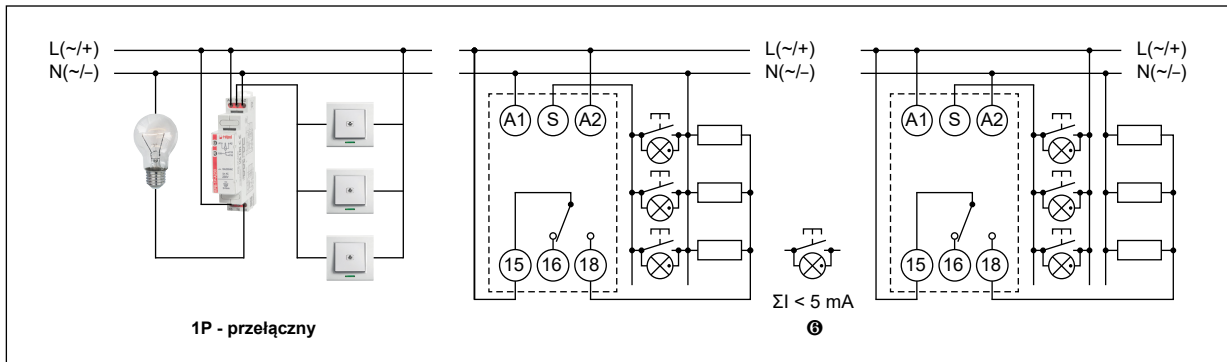 L(~/+) L(~/+) L(~/+)
N(~/–) N(~/–) N(~/–)
A1 S A2 A1 S A2
15 16 18 15 16 18
ΣI < 5 mA
1P - przełączny ❻